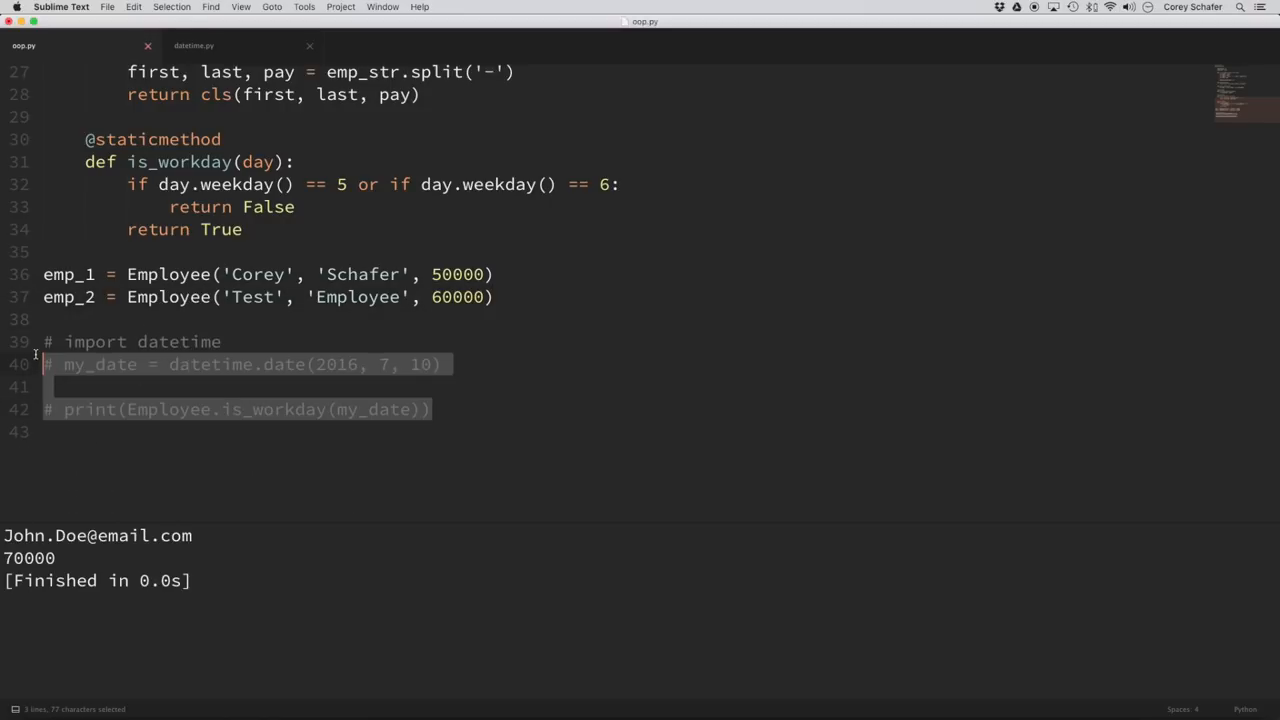 Sublime Text File Edit Selection Find View Goto Tools Project Window Help Corey Schafer
oop.py
oop.py datetime.py
27 first, last, pay = emp_str.split('-')
28 return cls(first, last, pay)
29
30 @staticmethod
31 def is_workday(day):
32 if day.weekday() == 5 or if day.weekday() == 6:
33 return False
34 return True
35
36 emp_1 = Employee('Corey', 'Schafer', 50000)
37 emp_2 = Employee('Test', 'Employee', 60000)
38
39 # import datetime
40 # my_date = datetime.date(2016, 7, 10)
41
42 # print(Employee.is_workday(my_date))
43
John.Doe@email.com
70000
[Finished in 0.0s]
3 lines, 77 characters selected Spaces: 4 Python